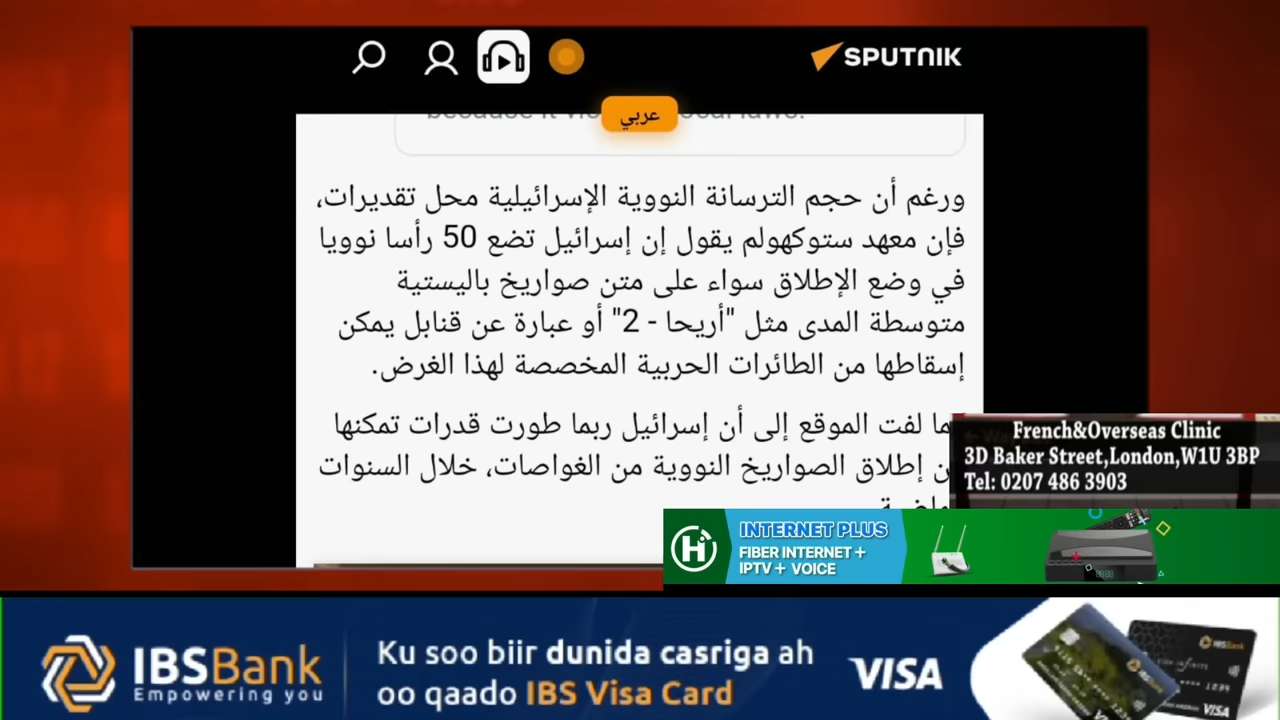 SPUTNIK
عربي
ورغم أن حجم الترسانة النووية الإسرائيلية محل تقديرات،
فإن معهد ستوكهولم يقول إن إسرائيل تضع 50 رأسا نوويا
في وضع الإطلاق سواء على متن صواريخ باليستية
متوسطة المدى مثل "أريحا - 2" أو عبارة عن قنابل يمكن
إسقاطها من الطائرات الحربية المخصصة لهذا الغرض.
لفت الموقع إلى أن إسرائيل ربما طورت قدرات تمكنها
إطلاق الصواريخ النووية من الغواصات، خلال السنوات
French&Overseas Clinic
3D Baker Street,London,W1U 3BP
Tel: 0207 486 3903
INTERNET PLUS
FIBER INTERNET +
IPTV + VOICE
IBSBank
Empowering you
Ku soo biir dunida casriga ah
oo qaado IBS Visa Card
VISA
IBSBank
VISA